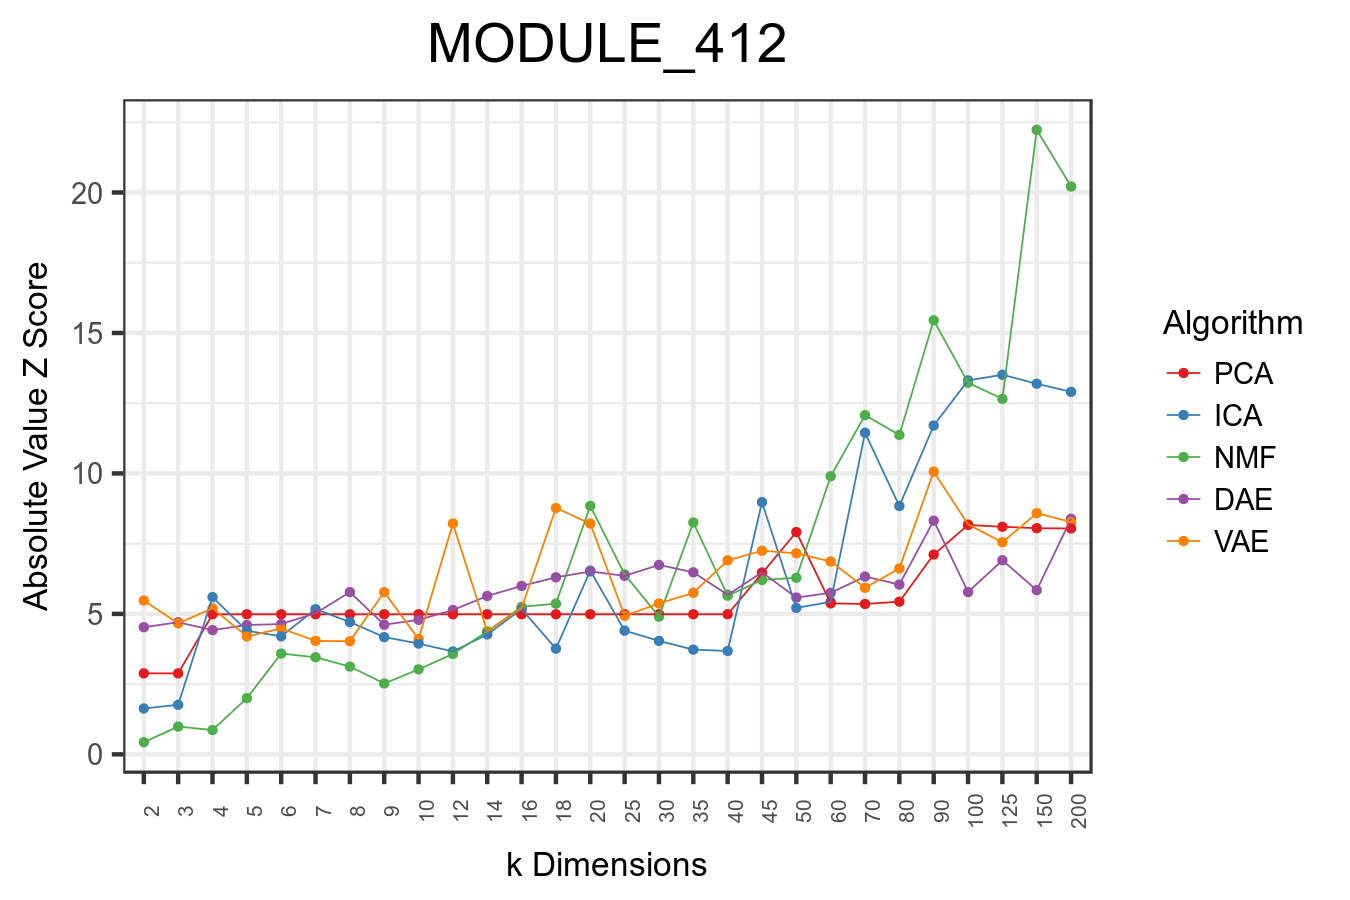 MODULE_412
Absolute Value Z Score
20
15
10
5
0
2 3 4 5 6 7 8 9 10 12 14 16 18 20 25 30 35 40 45 50 60 70 80 90 100 125 150 200
k Dimensions
Algorithm
PCA
ICA
NMF
DAE
VAE